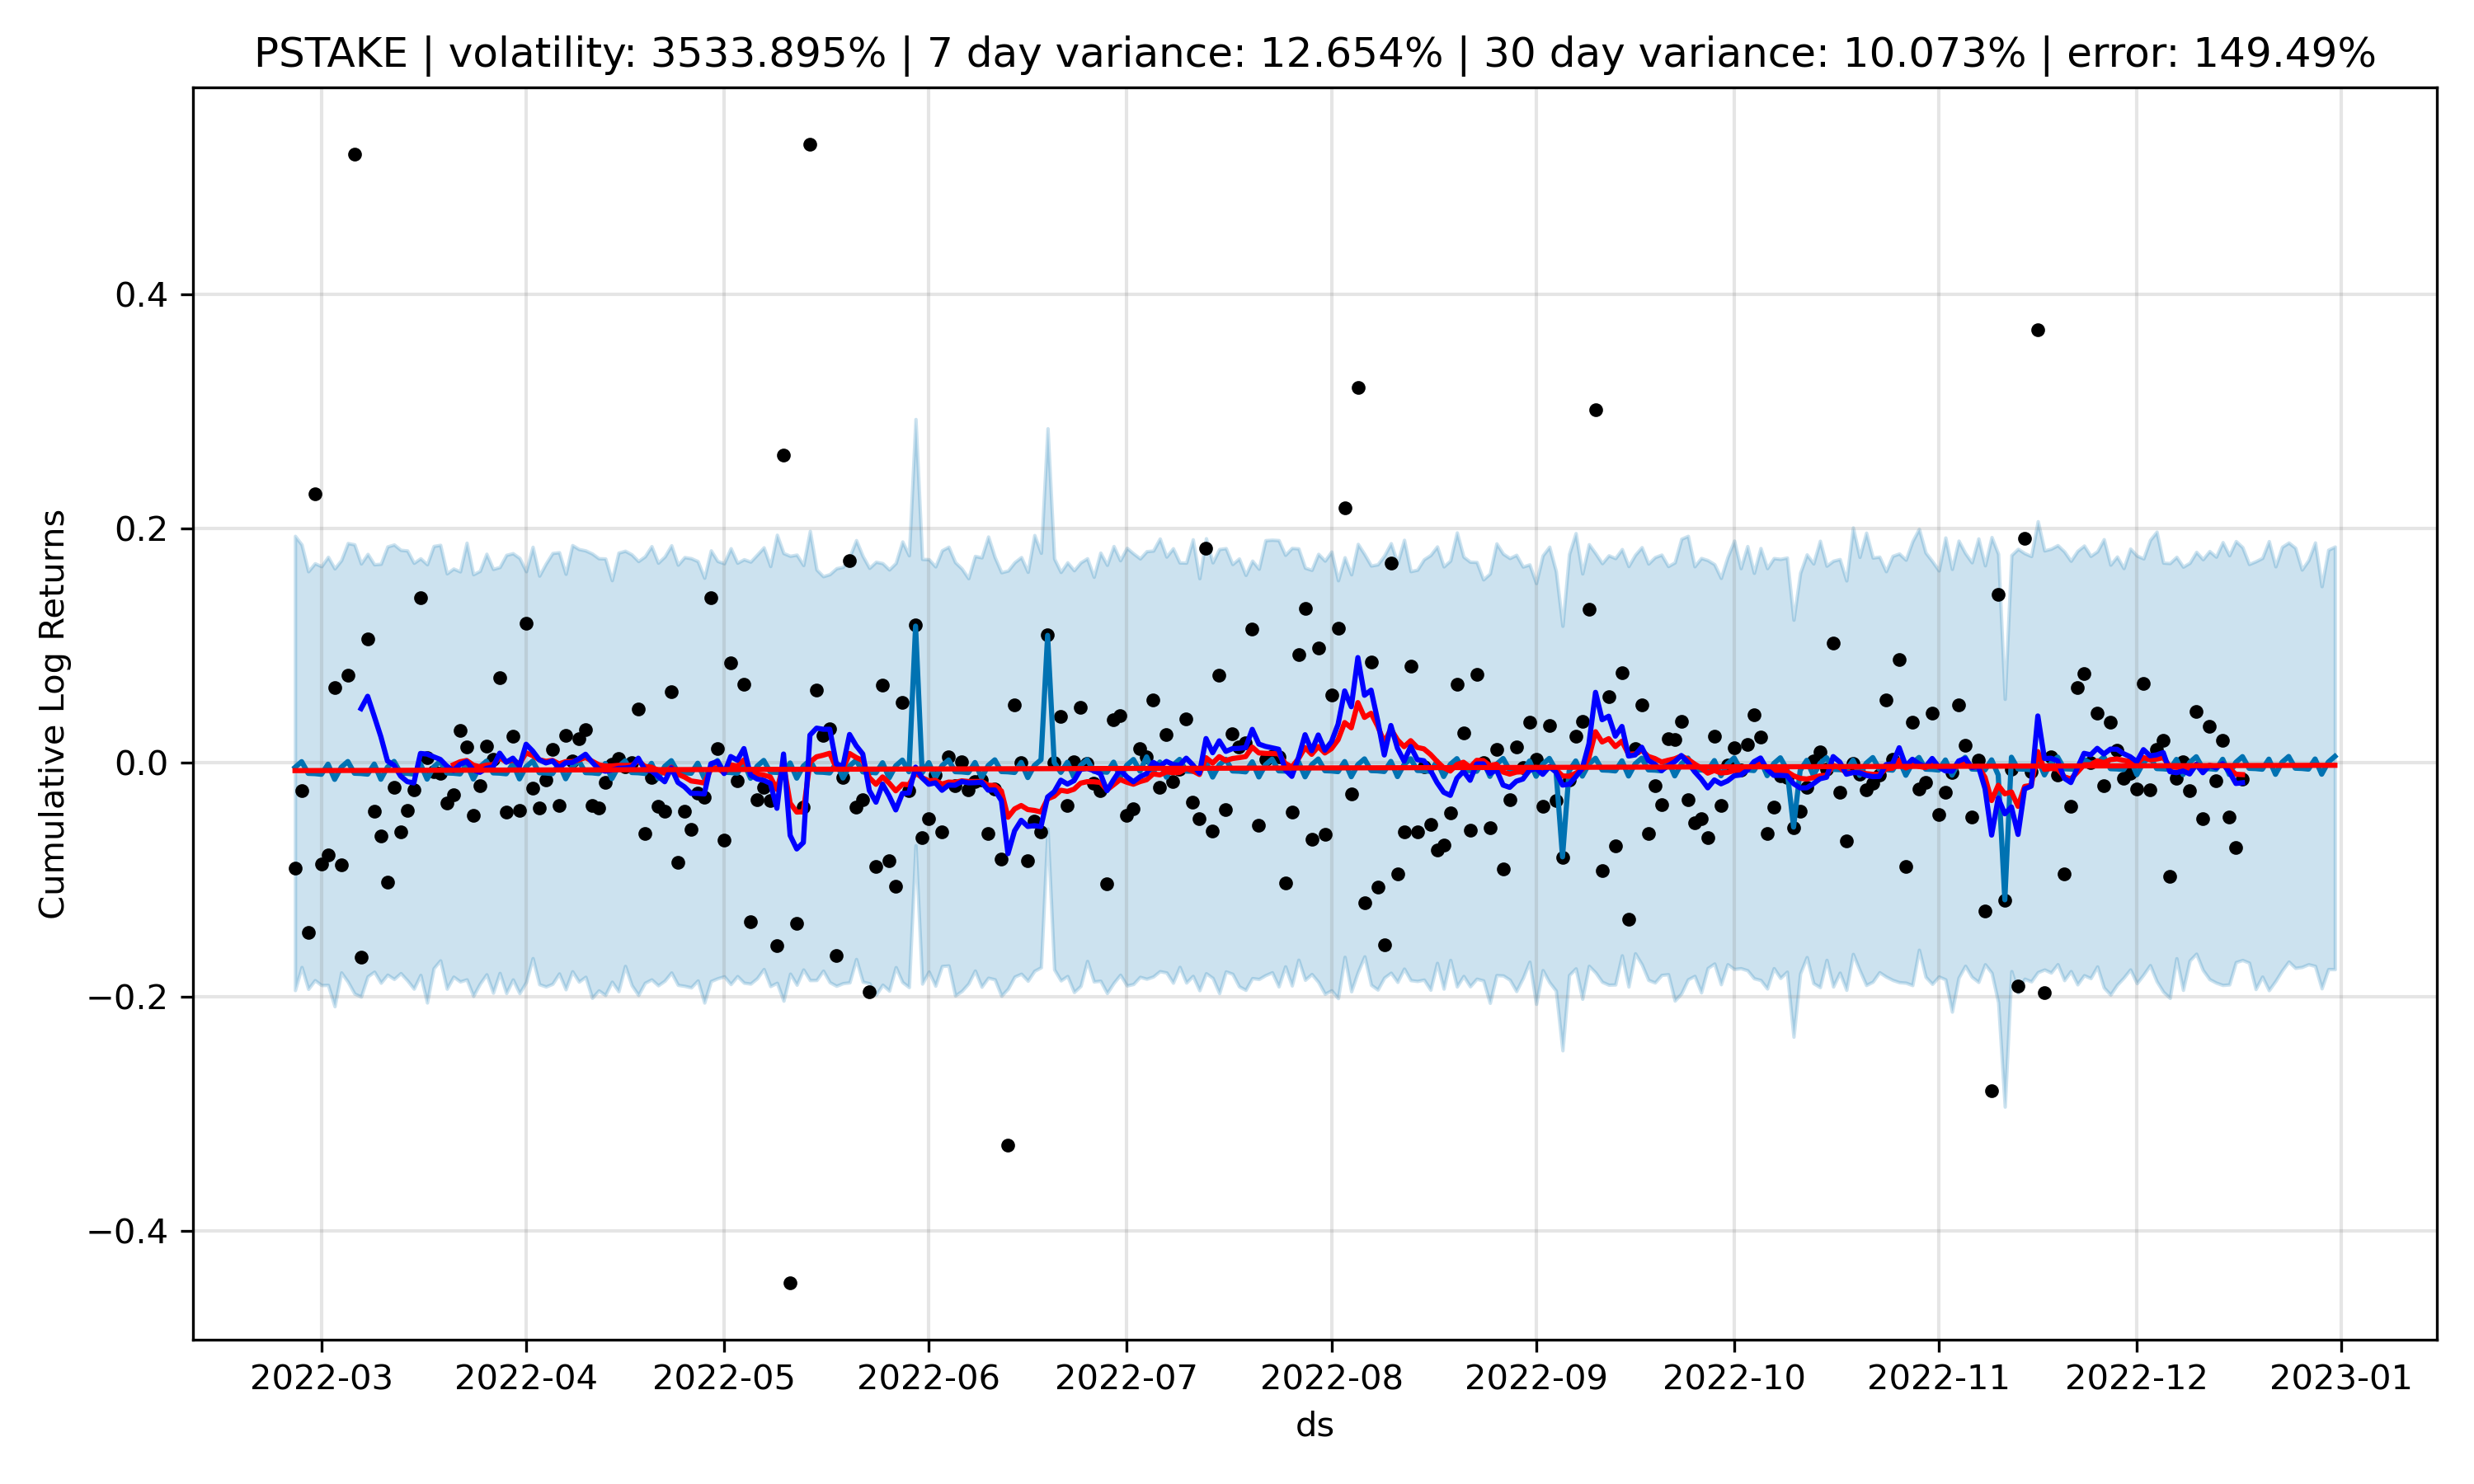 PSTAKE | volatility: 3533.895% | 7 day variance: 12.654% | 30 day variance: 10.073% | error: 149.49%
Cumulative Log Returns
0.4
0.2
0.0
−0.2
−0.4
2022-03 2022-04 2022-05 2022-06 2022-07 2022-08 2022-09 2022-10 2022-11 2022-12 2023-01
ds